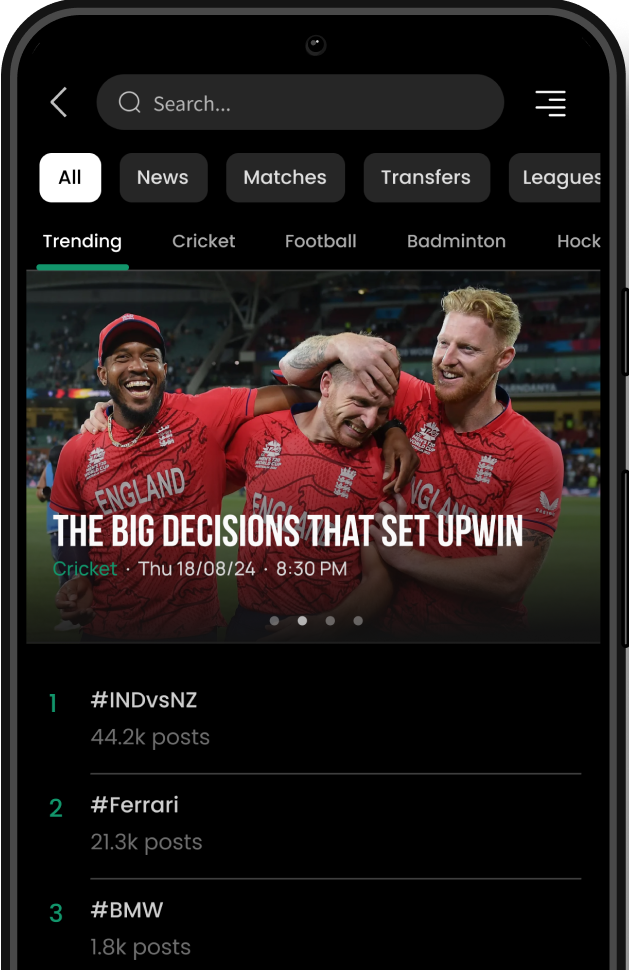 Search...
All News Matches Transfers Leagues
Trending Cricket Football Badminton Hock
ENGLAND
ENGLAND
THE BIG DECISIONS THAT SET UPWIN
Cricket · Thu 18/08/24 · 8:30 PM
1 #INDvsNZ
44.2k posts
2 #Ferrari
21.3k posts
3 #BMW
1.8k posts